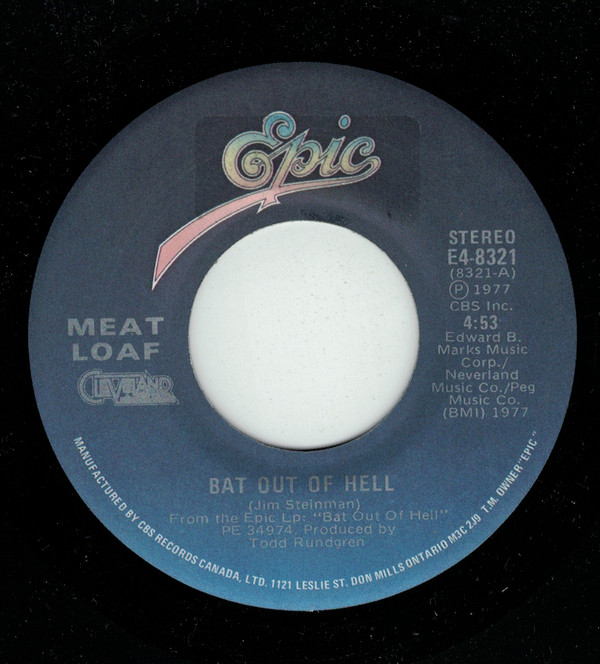 Epic
STEREO
E4-8321
(8321-A)
Ⓟ 1977
CBS Inc.
4:53
Edward B.
Marks Music
Corp./
Neverland
Music Co./Peg
Music Co.
(BMI) 1977
MEAT
LOAF
CLEVELAND
BAT OUT OF HELL
(Jim Steinman)
From the Epic Lp: "Bat Out Of Hell"
PE 34974, Produced by
Todd Rundgren
MANUFACTURED BY CBS RECORDS CANADA, LTD. 1121 LESLIE ST. DON MILLS ONTARIO M3C 2J9 T.M. OWNER "EPIC"